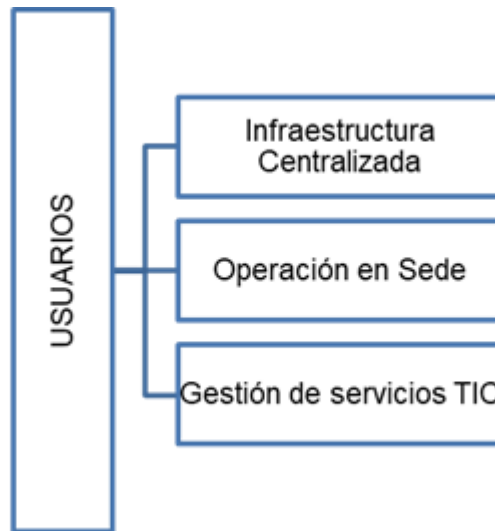 USUARIOS
Infraestructura
Centralizada
Operación en Sede
Gestión de servicios TIC